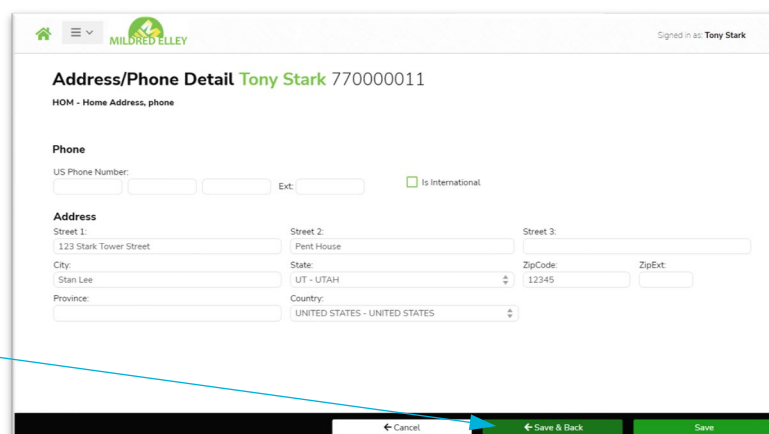 MILDRED ELLEY
Signed in as: Tony Stark
Address/Phone Detail Tony Stark 770000011
HOM - Home Address, phone
Phone
US Phone Number:
Ext:
Is International
Address
Street 1: Street 2: Street 3:
123 Stark Tower Street Pent House
City: State: ZipCode: ZipExt:
Stan Lee UT - UTAH 12345
Province: Country:
UNITED STATES - UNITED STATES
Cancel Save & Back Save